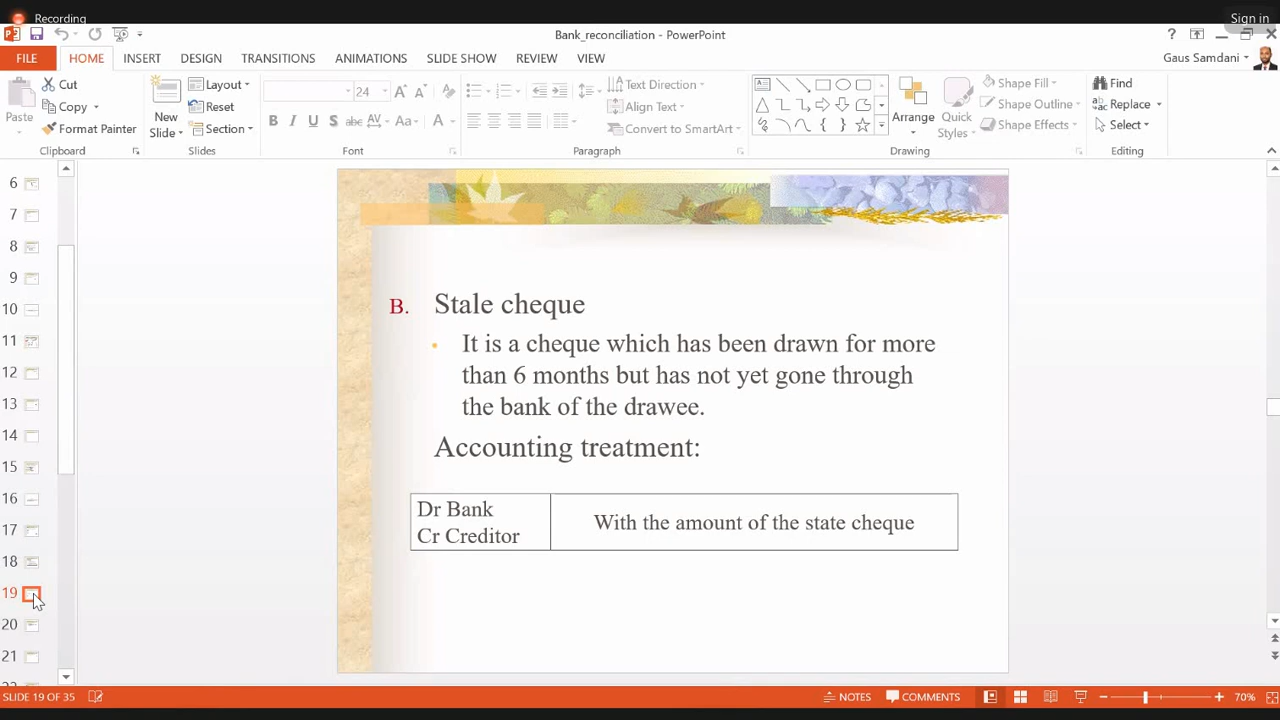 Recording
Sign in
Bank_reconciliation - PowerPoint
?
FILE HOME INSERT DESIGN TRANSITIONS ANIMATIONS SLIDE SHOW REVIEW VIEW
Gaus Samdani
Paste
Cut
Copy
Format Painter
Clipboard
New
Slide
Layout
Reset
Section
Slides
24
B I U S abc AV Aa A
Font
Text Direction
Align Text
Convert to SmartArt
Paragraph
Arrange
Quick
Styles
Shape Fill
Shape Outline
Shape Effects
Drawing
Find
Replace
Select
Editing
6
7
8
9
10
11
12
13
14
15
16
17
18
19
20
21
B. Stale cheque
It is a cheque which has been drawn for more
than 6 months but has not yet gone through
the bank of the drawee.
Accounting treatment:
Dr Bank
Cr Creditor
With the amount of the state cheque
SLIDE 19 OF 35
NOTES
COMMENTS
70%